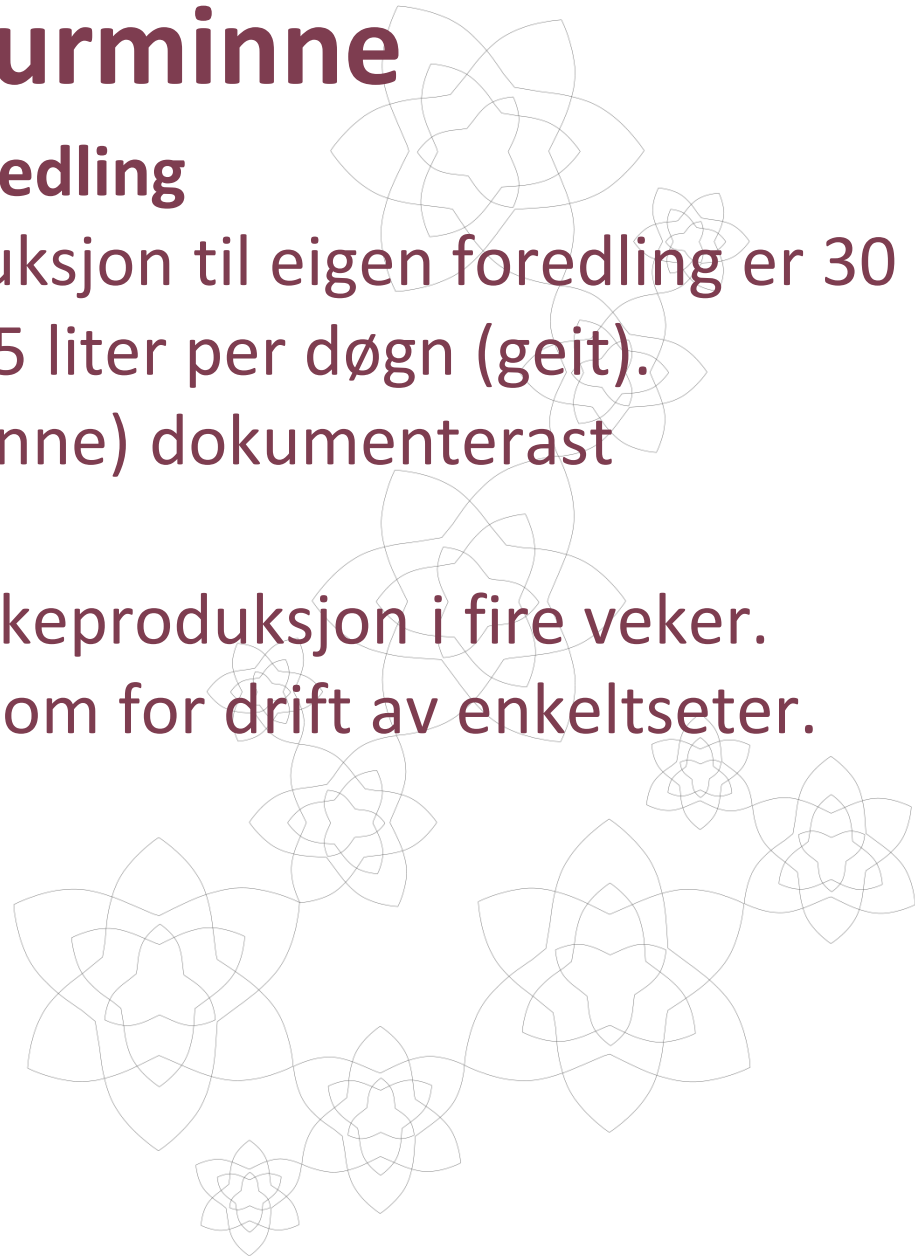 urminne
edling
uksjon til eigen foredling er 30
5 liter per døgn (geit).
nne) dokumenterast
keproduksjon i fire veker.
om for drift av enkeltseter.